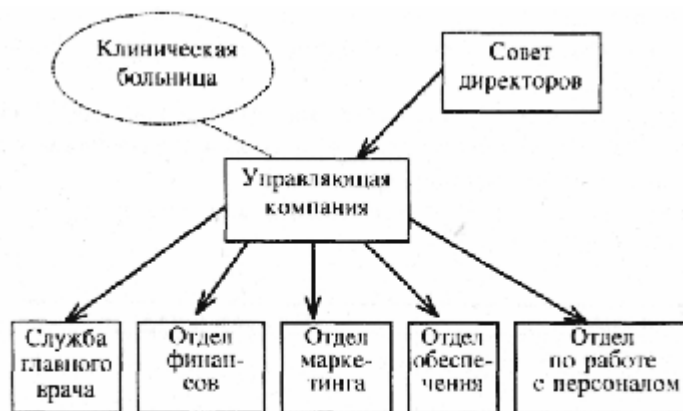 Клиническая
больница
Совет
директоров
Управляющая
компания
Служба
главного
врача
Отдел
финан-
сов
Отдел
марке-
тинга
Отдел
обеспе-
чения
Отдел
по работе
с персоналом